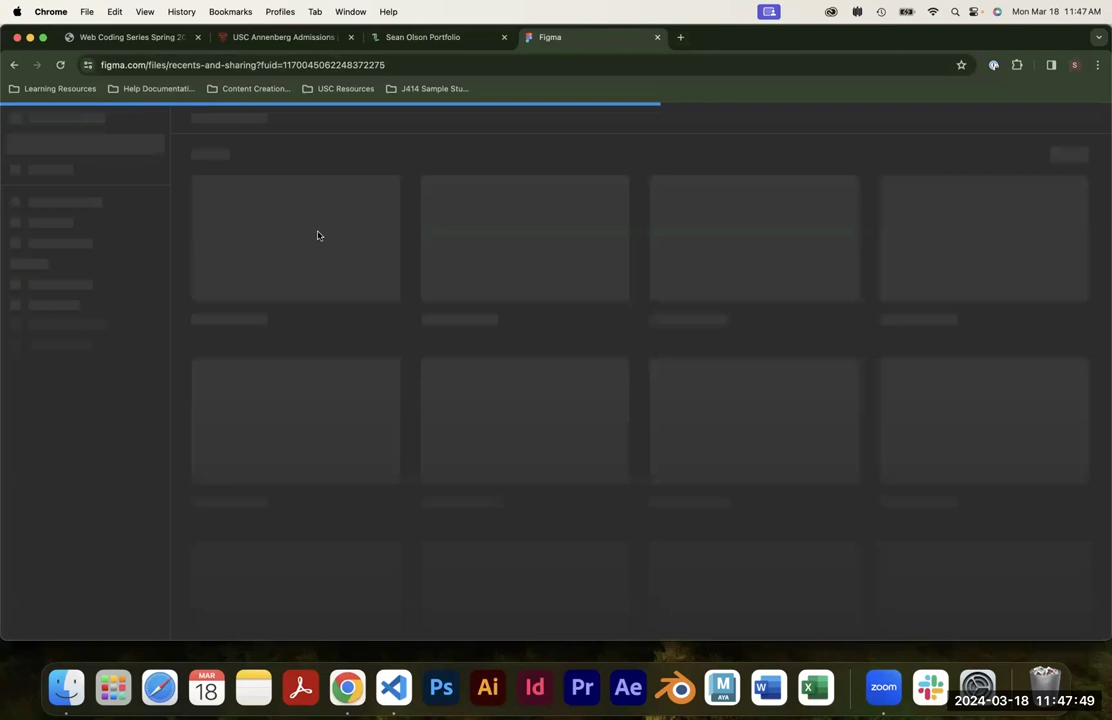 Chrome File Edit View History Bookmarks Profiles Tab Window Help Mon Mar 18 11:47 AM
Web Coding Series Spring 20 USC Annenberg Admissions Sean Olson Portfolio Figma
figma.com/files/recents-and-sharing?fuid=1170045062248372275 S
Learning Resources Help Documentati... Content Creation... USC Resources J414 Sample Stu...
MAR
18 Ps Ai Id Pr Ae MAYA W X zoom
2024-03-18 11:47:49